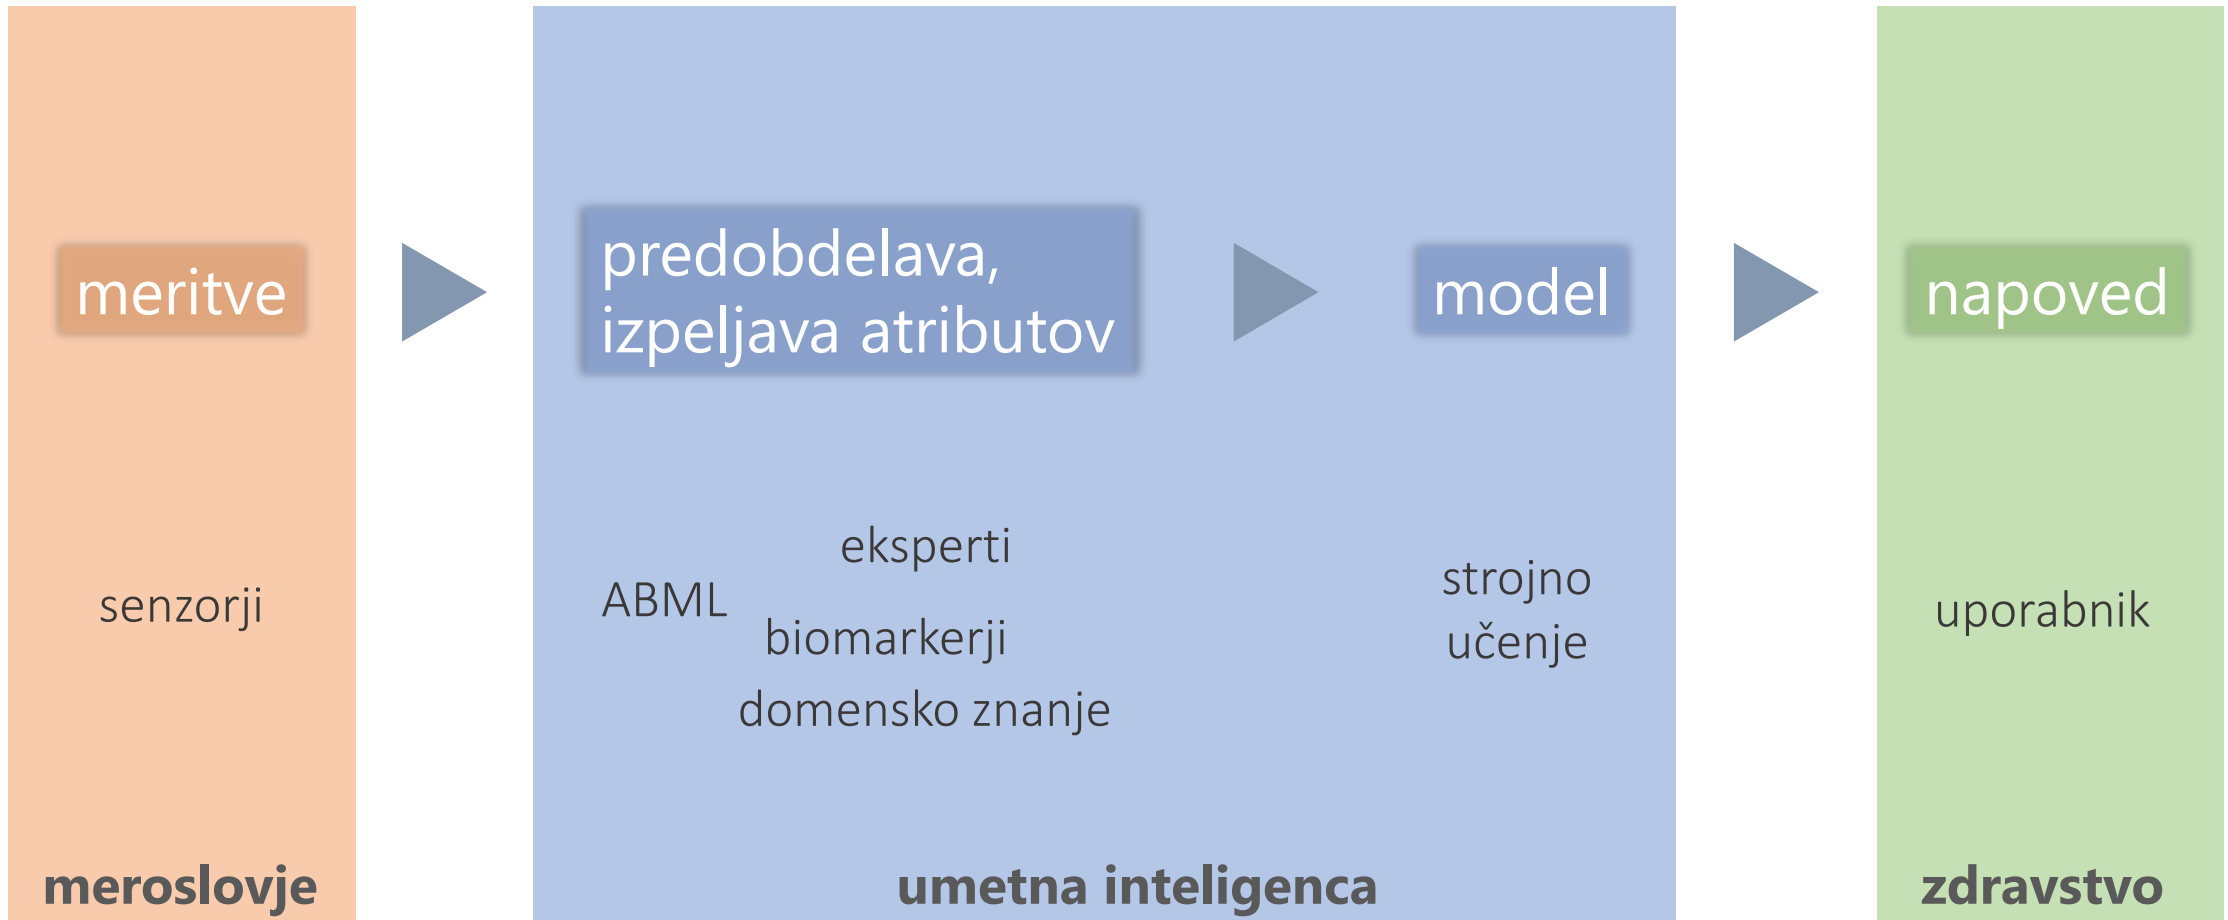 meritve
predobdelava,
izpeljava atributov
model
napoved
senzorji
eksperti
ABML
biomarkerji
domensko znanje
strojno
učenje
uporabnik
meroslovje
umetna inteligenca
zdravstvo